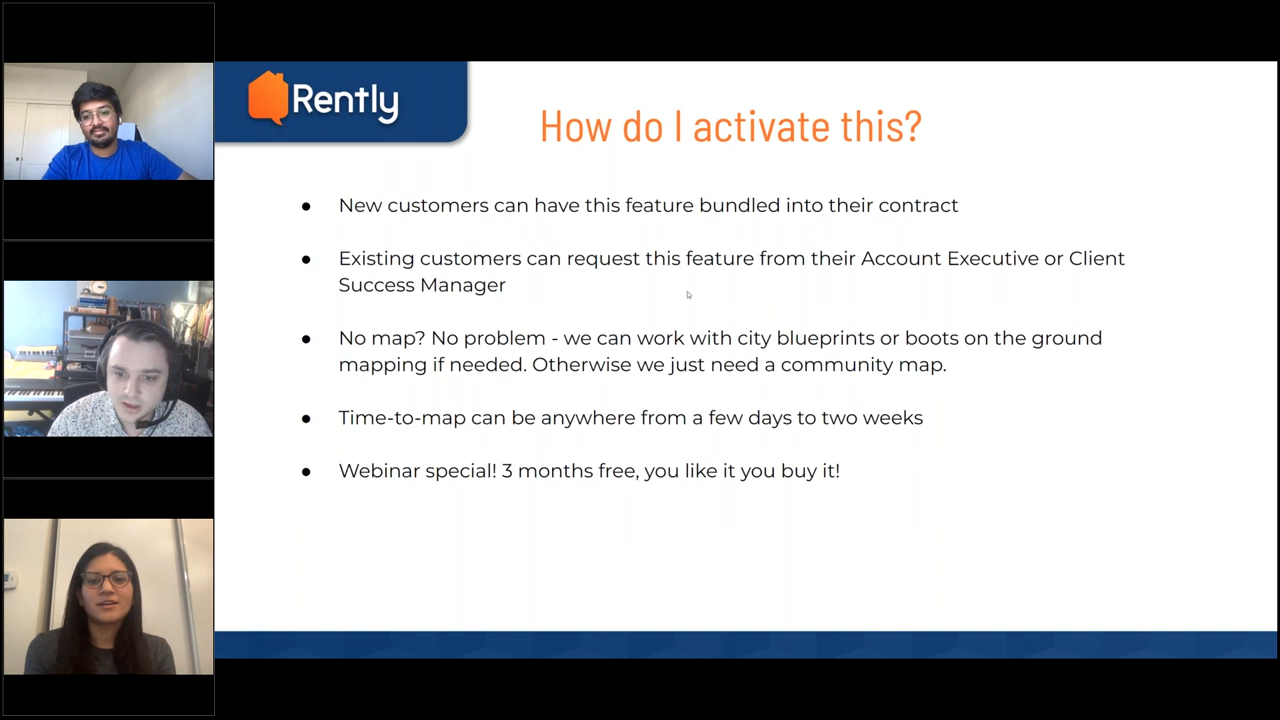 Rently
How do I activate this?
● New customers can have this feature bundled into their contract
● Existing customers can request this feature from their Account Executive or Client
Success Manager
● No map? No problem - we can work with city blueprints or boots on the ground
mapping if needed. Otherwise we just need a community map.
● Time-to-map can be anywhere from a few days to two weeks
● Webinar special! 3 months free, you like it you buy it!